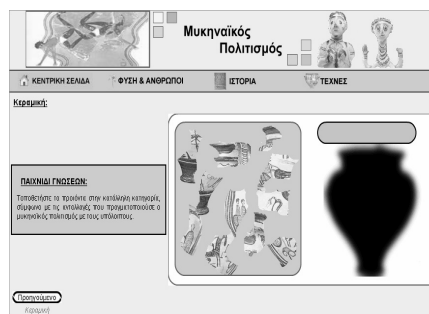 Μυκηναϊκός
Πολιτισμός
ΚΕΝΤΡΙΚΗ ΣΕΛΙΔΑ ΦΥΣΗ & ΑΝΘΡΩΠΟΙ ΙΣΤΟΡΙΑ ΤΕΧΝΕΣ
Κεραμική:
ΠΑΙΧΝΙΔΙ ΓΝΩΣΕΩΝ:
Τοποθετήστε τα προϊόντα στην κατάλληλη κατηγορία,
σύμφωνα με τις ανταλλαγές που πραγματοποιούσε ο
μυκηναϊκός πολιτισμός με τους υπόλοιπους.
Προηγούμενο
Κεραμική